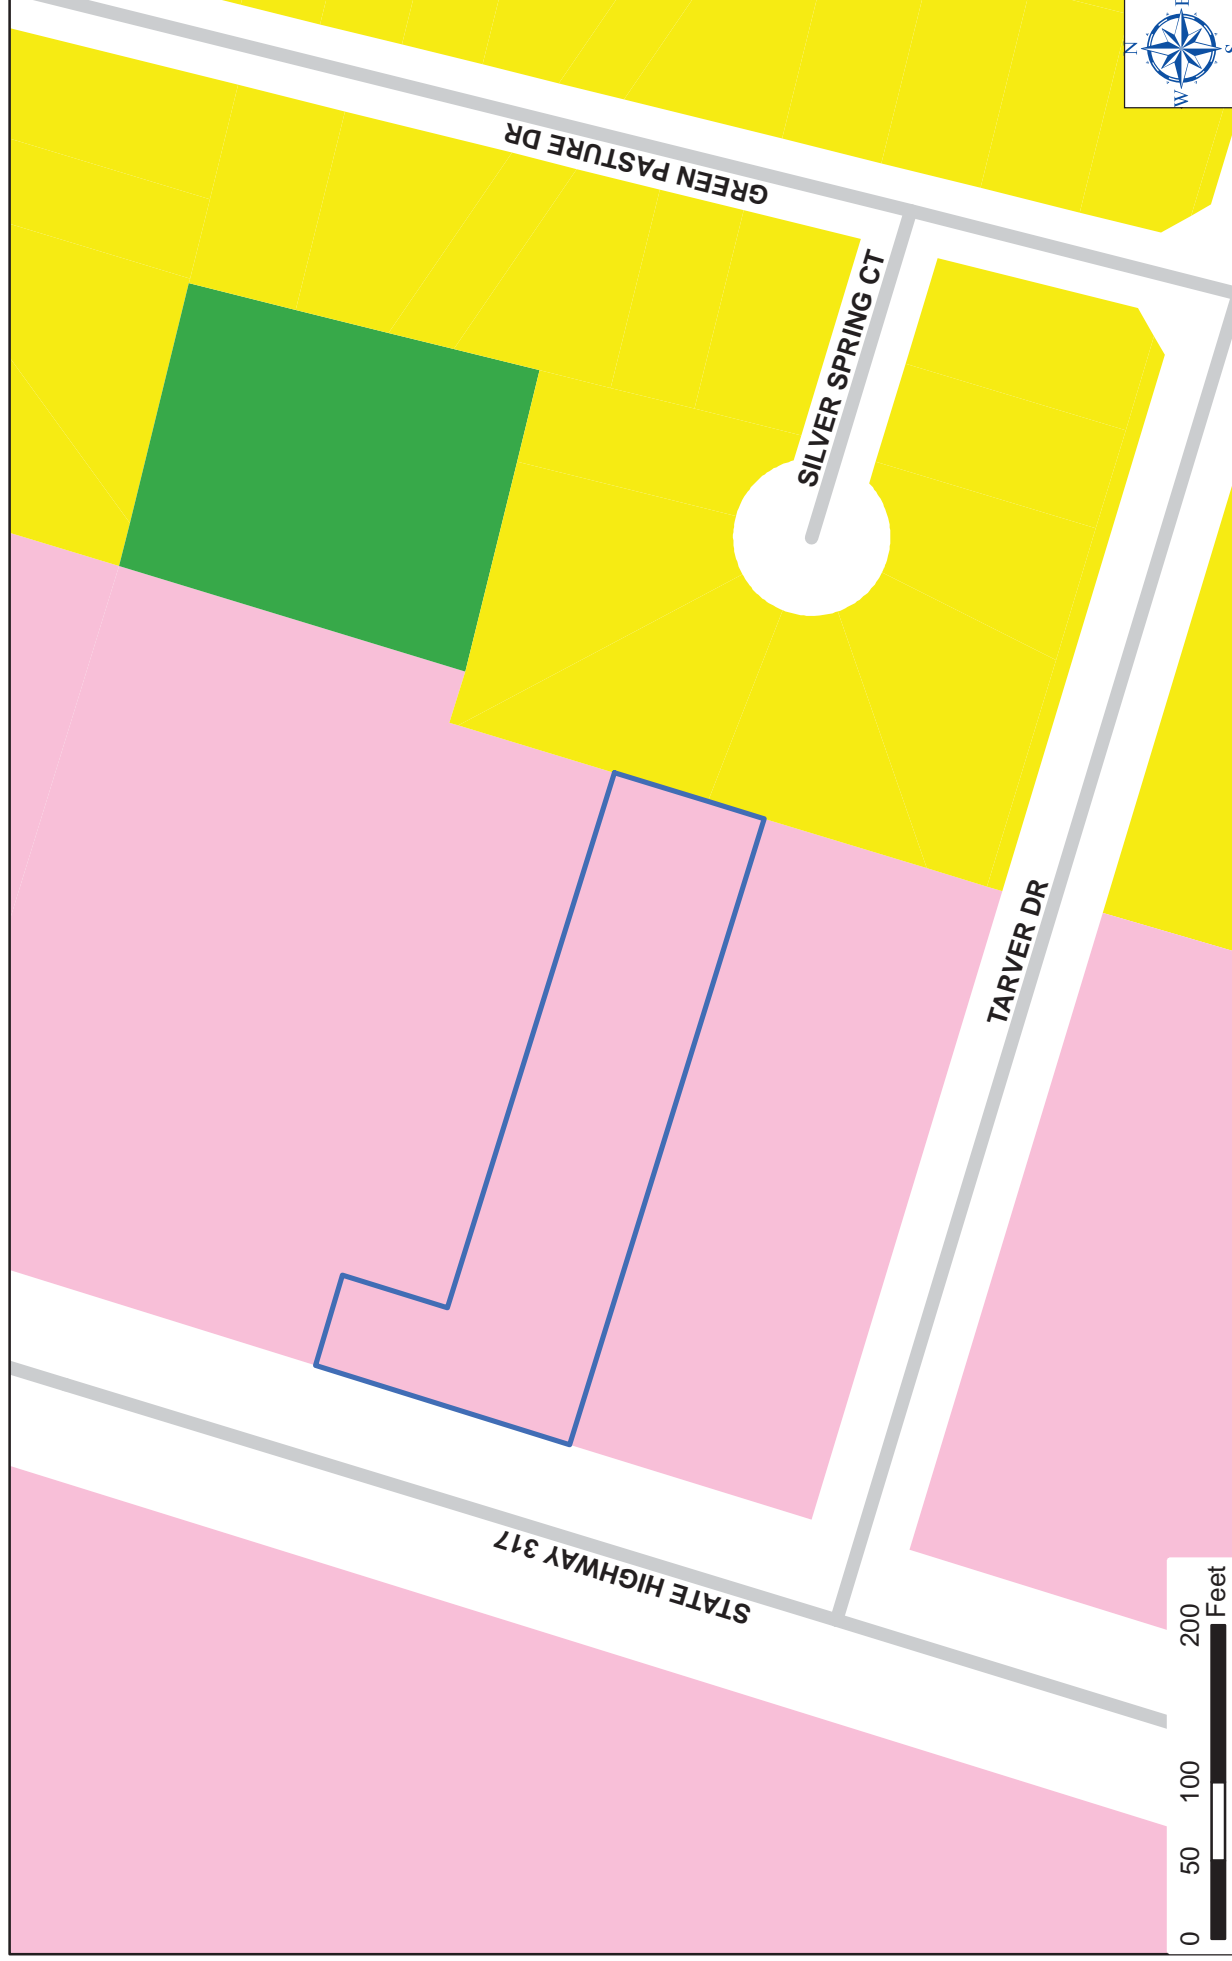 N
E
W
S
GREEN PASTURE DR
SILVER SPRING CT
TARVER DR
STATE HIGHWAY 317
0 50 100 200
Feet